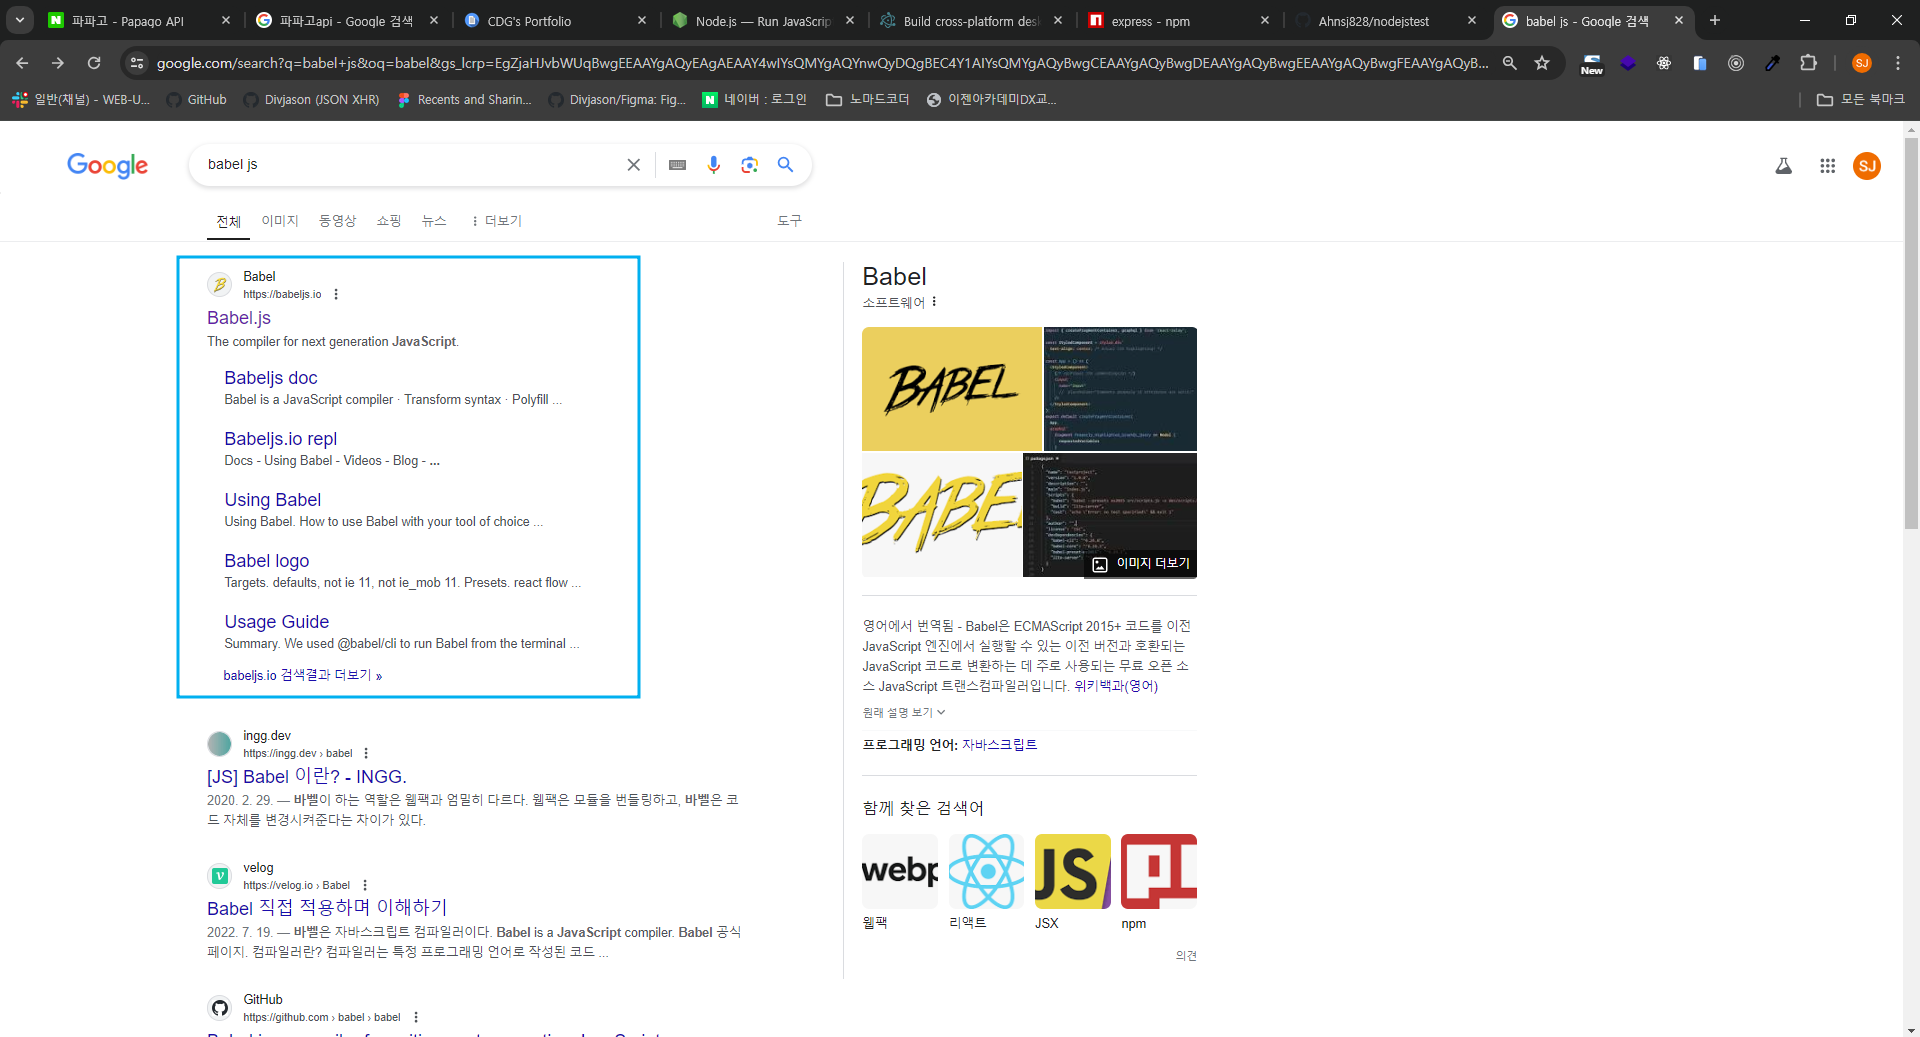 파파고 - Papago API
파파고api - Google 검색
CDG's Portfolio
Node.js — Run JavaScrip
Build cross-platform des
express - npm
Ahnsj828/nodejstest
babel js - Google 검색
google.com/search?q=babel+js&oq=babel&gs_lcrp=EgZjaHJvbWUqBwgEEAAYgAQyEAgAEAAY4wIYsQMYgAQYnwQyDQgBEC4Y1AIYsQMYgAQyBwgCEAAYgAQyBwgDEAAYgAQyBwgEEAAYgAQyBwgFEAAYgAQyB...
New
SJ
일반(채널) - WEB-U...
GitHub
Divjason (JSON XHR)
Recents and Sharin...
Divjason/Figma: Fig...
네이버 : 로그인
노마드코더
이젠아카데미DX교...
모든 북마크
Google
babel js
SJ
전체
이미지
동영상
쇼핑
뉴스
더보기
도구
Babel
https://babeljs.io
Babel.js
The compiler for next generation JavaScript.
Babeljs doc
Babel is a JavaScript compiler · Transform syntax · Polyfill ...
Babeljs.io repl
Docs - Using Babel - Videos - Blog - ...
Using Babel
Using Babel. How to use Babel with your tool of choice ...
Babel logo
Targets. defaults, not ie 11, not ie_mob 11. Presets. react flow ...
Usage Guide
Summary. We used @babel/cli to run Babel from the terminal ...
babeljs.io 검색결과 더보기 »
ingg.dev
https://ingg.dev › babel
[JS] Babel 이란? - INGG.
2020. 2. 29. — 바벨이 하는 역할은 웹팩과 엄밀히 다르다. 웹팩은 모듈을 번들링하고, 바벨은 코
드 자체를 변경시켜준다는 차이가 있다.
velog
https://velog.io › Babel
Babel 직접 적용하며 이해하기
2022. 7. 19. — 바벨은 자바스크립트 컴파일러이다. Babel is a JavaScript compiler. Babel 공식
페이지. 컴파일러란? 컴파일러는 특정 프로그래밍 언어로 작성된 코드 ...
GitHub
https://github.com › babel › babel
Babel
소프트웨어
BABEL
BABE
이미지 더보기
영어에서 번역됨 - Babel은 ECMAScript 2015+ 코드를 이전
JavaScript 엔진에서 실행할 수 있는 이전 버전과 호환되는
JavaScript 코드로 변환하는 데 주로 사용되는 무료 오픈 소
스 JavaScript 트랜스컴파일러입니다. 위키백과(영어)
원래 설명 보기
프로그래밍 언어: 자바스크립트
함께 찾은 검색어
webp
JS
웹팩
리액트
JSX
npm
의견